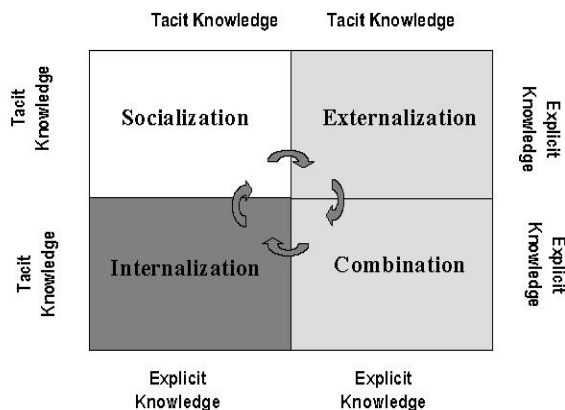 Tacit Knowledge
Tacit Knowledge
Tacit
Knowledge
Socialization
Externalization
Explicit
Knowledge
Tacit
Knowledge
Internalization
Combination
Explicit
Knowledge
Explicit
Knowledge
Explicit
Knowledge